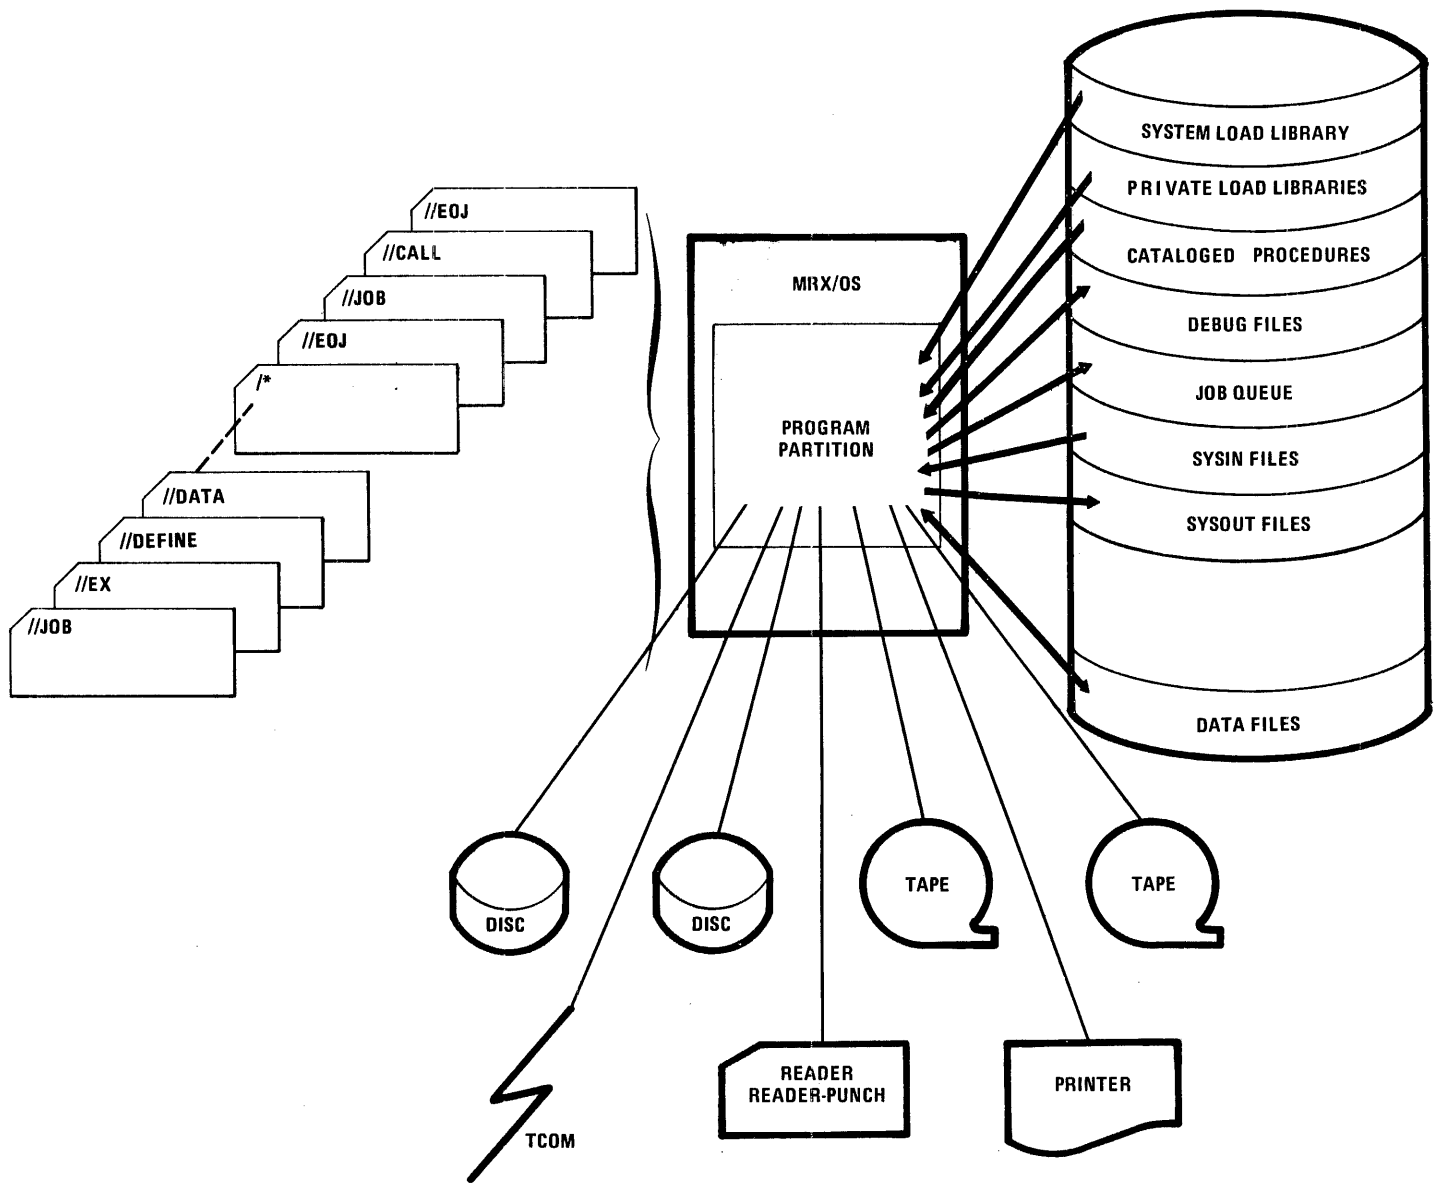 //EOJ
//CALL
//JOB
//EOJ
/*
//DATA
//DEFINE
//EX
//JOB
MRX/OS
PROGRAM
PARTITION
SYSTEM LOAD LIBRARY
PRIVATE LOAD LIBRARIES
CATALOGED PROCEDURES
DEBUG FILES
JOB QUEUE
SYSIN FILES
SYSOUT FILES
DATA FILES
DISC
DISC
TAPE
TAPE
TCOM
READER
READER-PUNCH
PRINTER